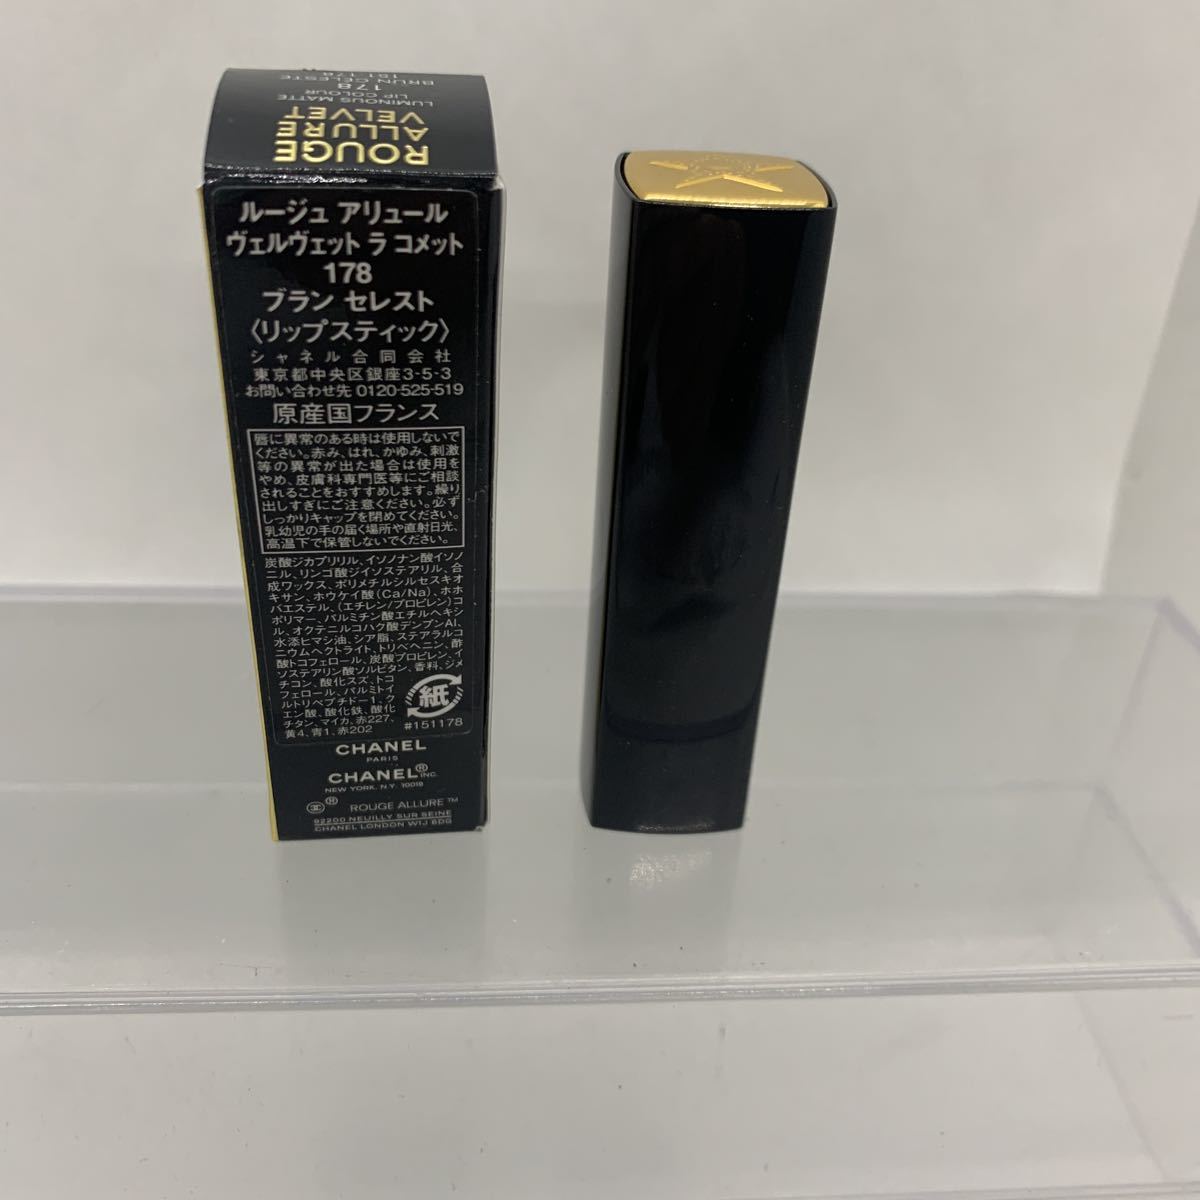 ROUGE
ALLURE
VELVET
LUMINOUS MATTE
LIP COLOUR
178
BRUN CÉLESTE
151.178
ルージュ アリュール
ヴェルヴェット ラ コメット
178
ブラン セレスト
〈リップスティック〉
シャネル合同会社
東京都中央区銀座3-5-3
お問い合わせ先 0120-525-519
原産国フランス
唇に異常のある時は使用しないで
ください。赤み、はれ、かゆみ、刺激
等の異常が出た場合は使用を
やめ、皮膚科専門医等にご相談
されることをおすすめします。繰り
出しすぎにご注意ください。必ず
しっかりキャップを閉めてください。
乳幼児の手の届く場所や直射日光、
高温下で保管しないでください。
炭酸ジカプリリル、イソノナン酸イソノ
ニル、リンゴ酸ジイソステアリル、合
成ワックス、ポリメチルシルセスキオ
キサン、ホウケイ酸(Ca/Na)、ホホ
バエステル、(エチレン/プロピレン)コ
ポリマー、パルミチン酸エチルヘキシ
ル、オクテニルコハク酸デンプンAl、
水添ヒマシ油、シア脂、ステアラルコ
ニウムヘクトライト、トリベヘニン、酢
酸トコフェロール、炭酸プロピレン、イ
ソステアリン酸ソルビタン、香料、ジメ
チコン、酸化スズ、トコ
フェロール、パルミトイ
ルトリペプチド-1、ク
エン酸、酸化鉄、酸化
チタン、マイカ、赤227、
黄4、青1、赤202
紙
#151178
CHANEL
PARIS
CHANEL® INC.
NEW YORK, N.Y. 10019
® ROUGE ALLURE™
92200 NEUILLY SUR SEINE
CHANEL LONDON W1J 6DG